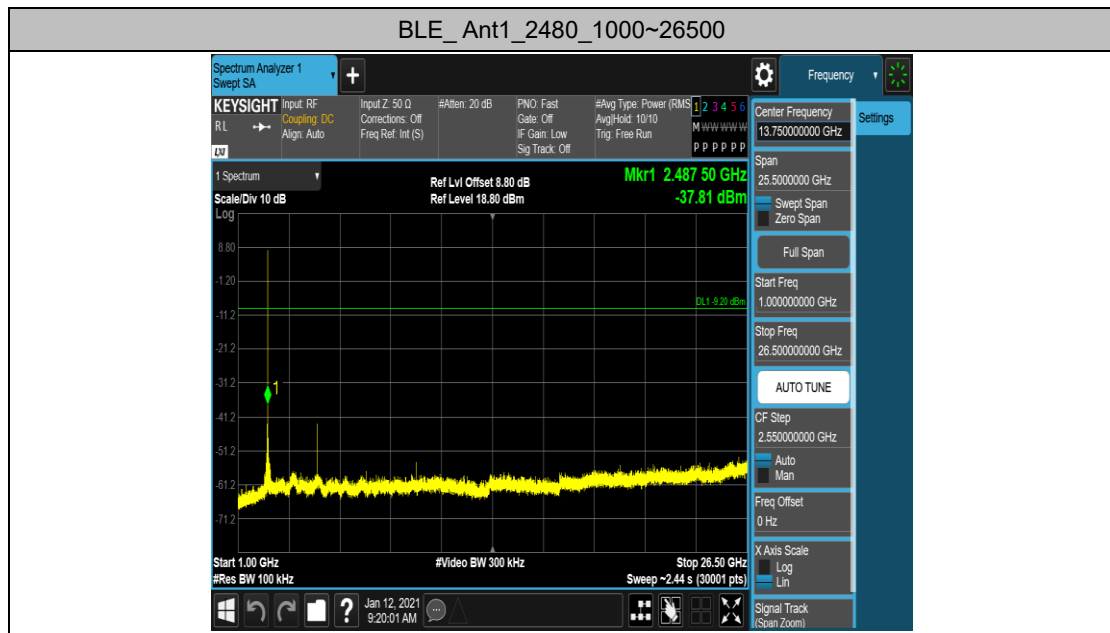 BLE_ Ant1_2480_1000~26500
Spectrum Analyzer 1
Swept SA
Frequency
KEYSIGHT
RL
LXI
Input: RF
Coupling: DC
Align: Auto
Input Z: 50 Ω
Corrections: Off
Freq Ref: Int (S)
#Atten: 20 dB
PNO: Fast
Gate: Off
IF Gain: Low
Sig Track: Off
#Avg Type: Power (RMS
Avg|Hold: 10/10
Trig: Free Run
1 2 3 4 5 6
M W W W W W
P P P P P P
1 Spectrum
Scale/Div 10 dB
Log
Ref Lvl Offset 8.80 dB
Ref Level 18.80 dBm
Mkr1 2.487 50 GHz
-37.81 dBm
8.80
-1.20
DL1 -9.20 dBm
-11.2
-21.2
-31.2
1
-41.2
-51.2
-61.2
-71.2
Start 1.00 GHz
#Res BW 100 kHz
#Video BW 300 kHz
Stop 26.50 GHz
Sweep ~2.44 s (30001 pts)
Center Frequency
13.750000000 GHz
Settings
Span
25.5000000 GHz
Swept Span
Zero Span
Full Span
Start Freq
1.000000000 GHz
Stop Freq
26.500000000 GHz
AUTO TUNE
CF Step
2.550000000 GHz
Auto
Man
Freq Offset
0 Hz
X Axis Scale
Log
Lin
Signal Track
(Span Zoom)
?
Jan 12, 2021
9:20:01 AM